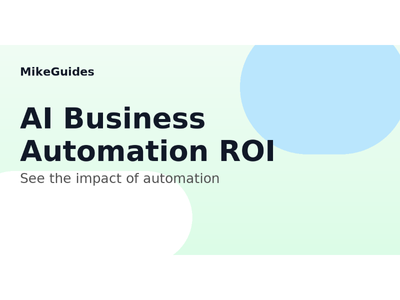 MikeGuides
AI Business
Automation ROI
See the impact of automation